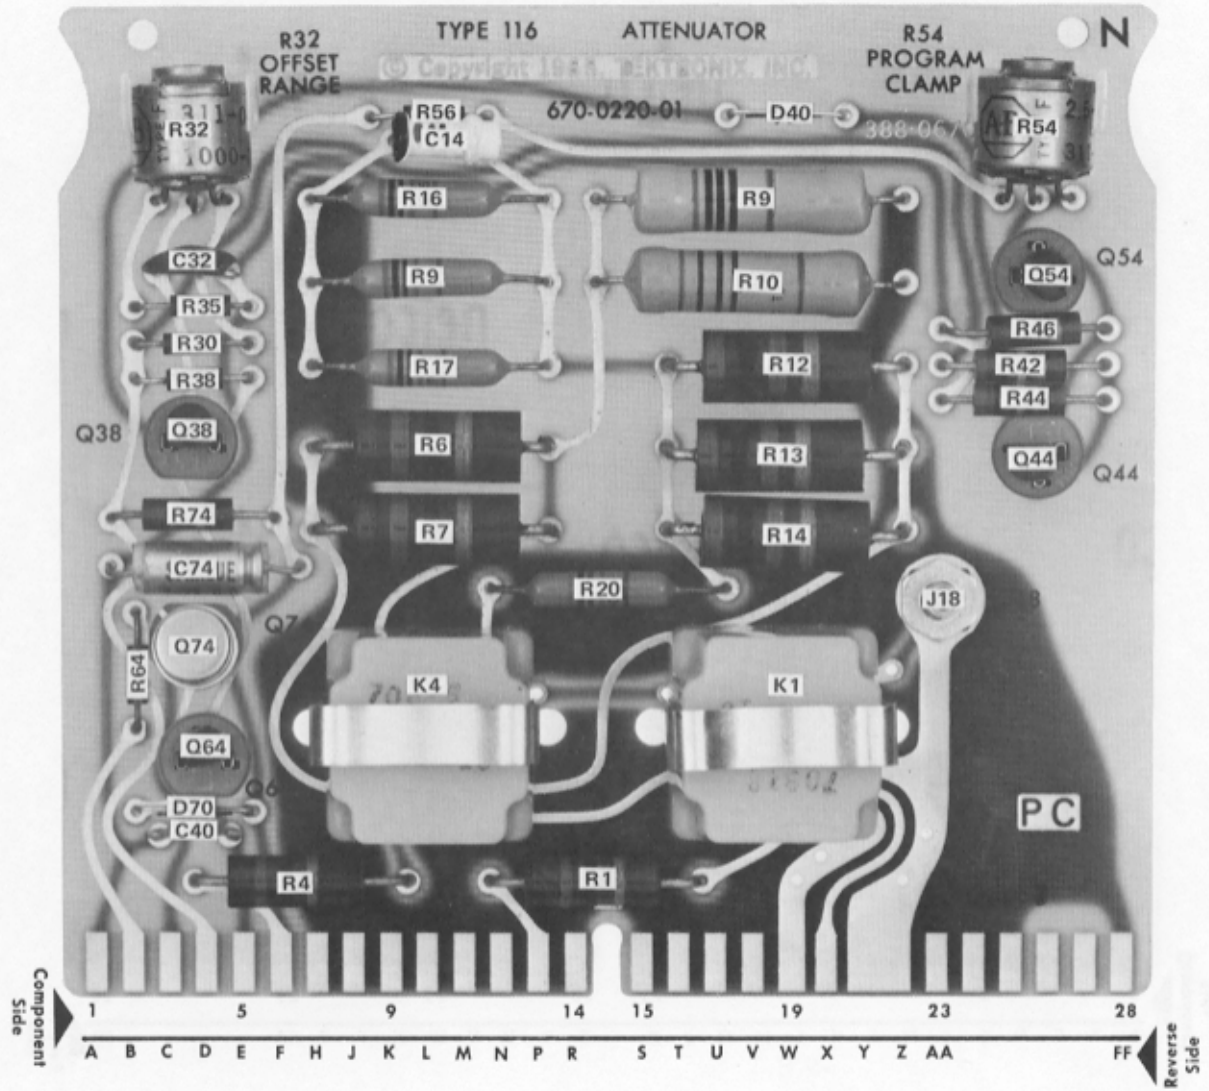 TYPE 116 ATTENUATOR N
R32
OFFSET
RANGE
R54
PROGRAM
CLAMP
670-0220-01
388-067
R32
1000-
R56
C14
D40
R54
R16
R9
C32
R9
R10
Q54
Q54
R35
R46
R30
R17
R12
R42
R38
R44
Q38
Q38
R6
R13
Q44
Q44
R74
R7
R14
C74
R20
J18
Q74
R64
K4
K1
Q64
D70
C40
PC
R4
R1
Component
Side
1 5 9 14 15 19 23 28
A B C D E F H J K L M N P R S T U V W X Y Z AA FF
Reverse
Side